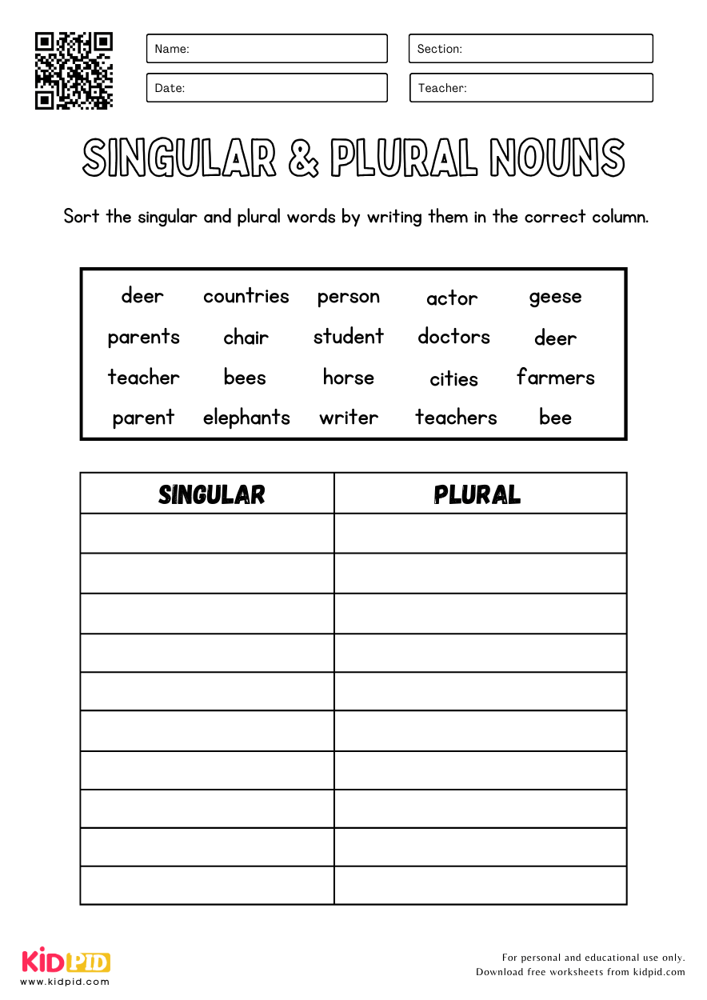 Name:
Section:
Date:
Teacher:
SINGULAR & PLURAL NOUNS
Sort the singular and plural words by writing them in the correct column.
deer countries person actor geese
parents chair student doctors deer
teacher bees horse cities farmers
parent elephants writer teachers bee
SINGULAR PLURAL
KIDPID
www.kidpid.com
For personal and educational use only.
Download free worksheets from kidpid.com